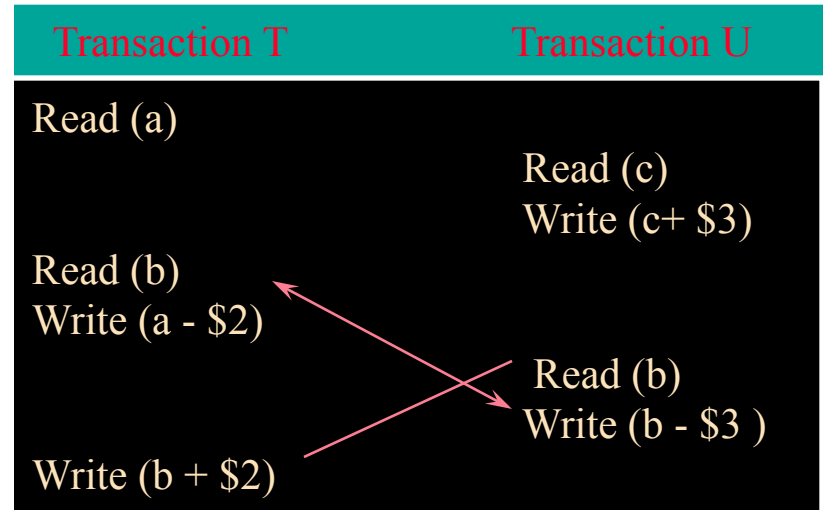 Transaction T Transaction U
Read (a)
Read (c)
Write (c+ $3)
Read (b)
Write (a - $2)
Read (b)
Write (b - $3 )
Write (b + $2)